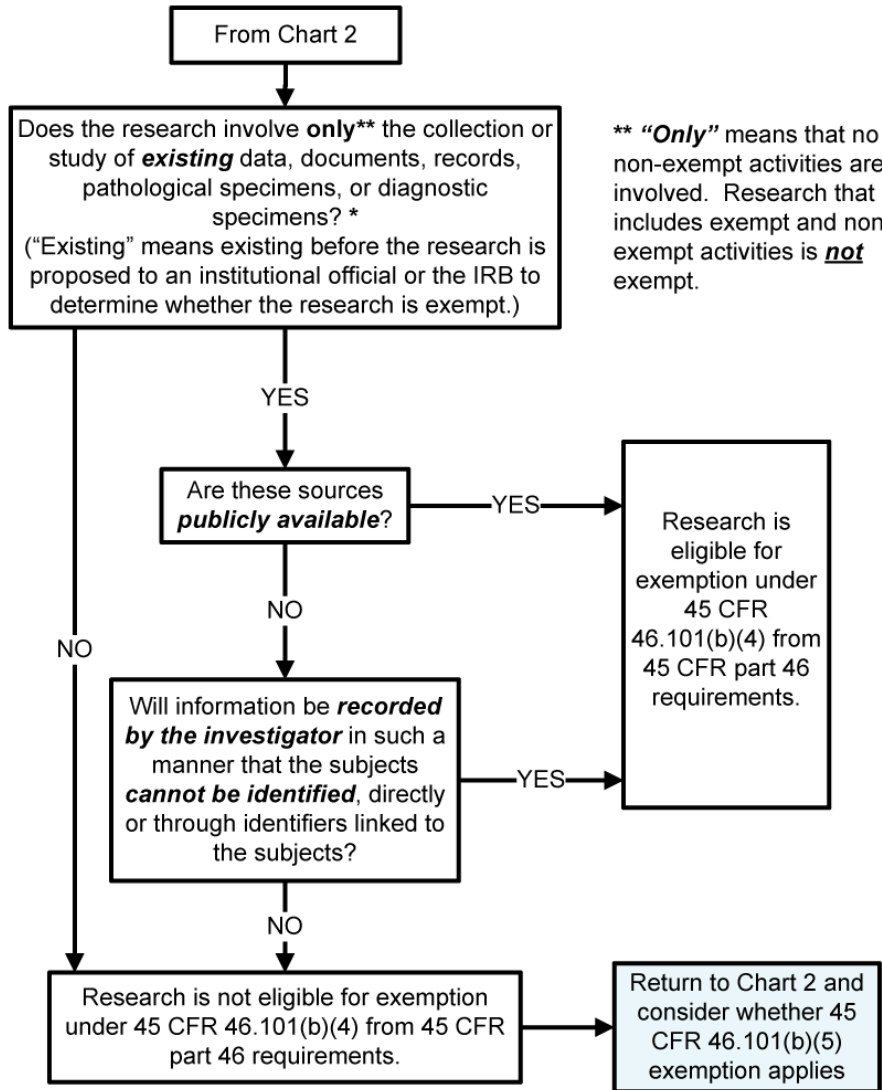 From Chart 2
Does the research involve only** the collection or
study of existing data, documents, records,
pathological specimens, or diagnostic
specimens? *
(“Existing” means existing before the research is
proposed to an institutional official or the IRB to
determine whether the research is exempt.)
** “Only” means that no
non-exempt activities are
involved.  Research that
includes exempt and non
exempt activities is not
exempt.
YES
Are these sources
publicly available?
YES
Research is
eligible for
exemption under
45 CFR
46.101(b)(4) from
45 CFR part 46
requirements.
NO
NO
Will information be recorded
by the investigator in such a
manner that the subjects
cannot be identified, directly
or through identifiers linked to
the subjects?
YES
NO
Research is not eligible for exemption
under 45 CFR 46.101(b)(4) from 45 CFR
part 46 requirements.
Return to Chart 2 and
consider whether 45
CFR 46.101(b)(5)
exemption applies